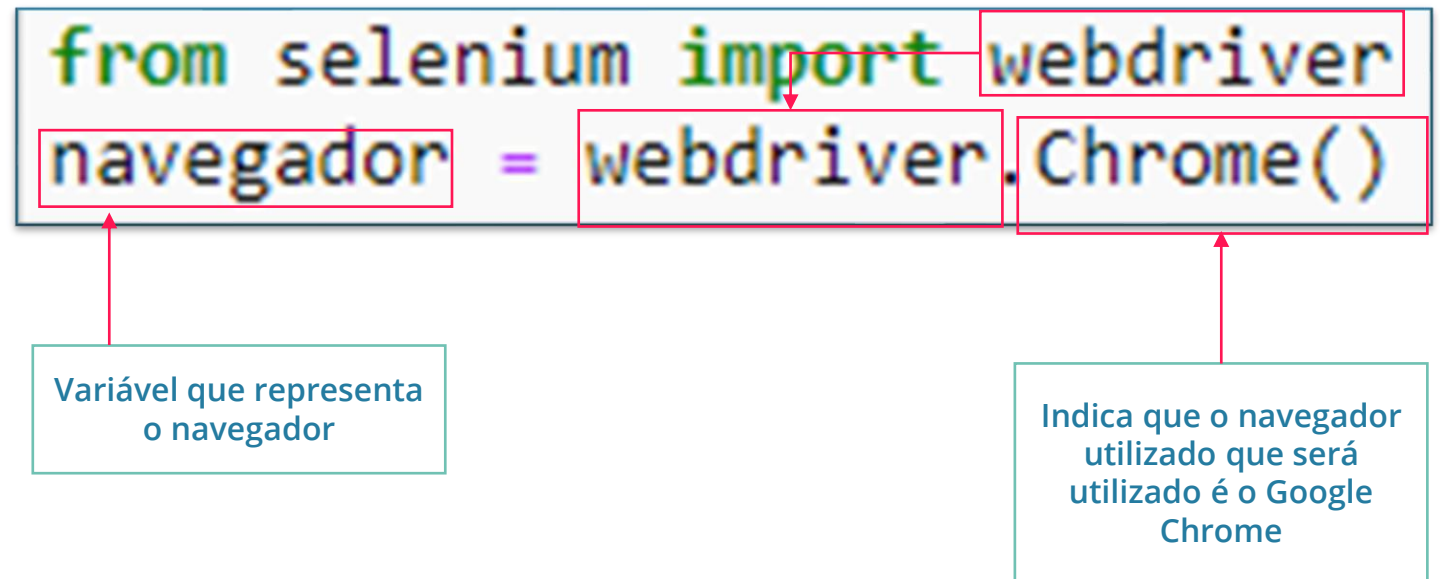 from selenium import webdriver
navegador = webdriver.Chrome()
Variável que representa
o navegador
Indica que o navegador
utilizado que será
utilizado é o Google
Chrome